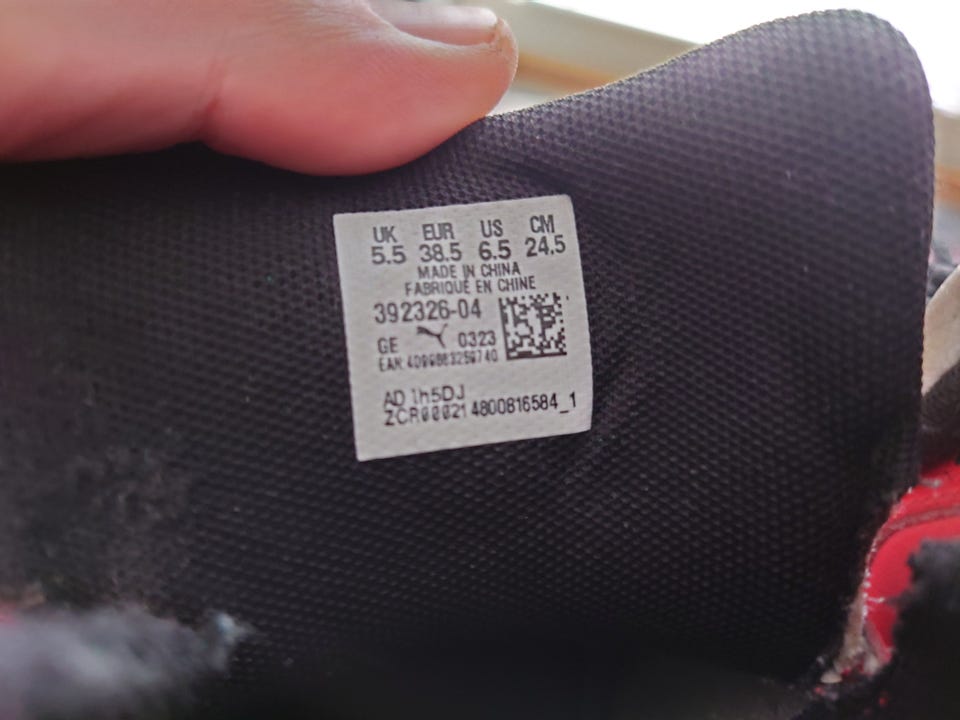 UK EUR US CM
5.5 38.5 6.5 24.5
MADE IN CHINA
FABRIQUÉ EN CHINE
392326-04
GE 0323
EAN:
AD 1h5DJ
ZCR00021 4800816584_1